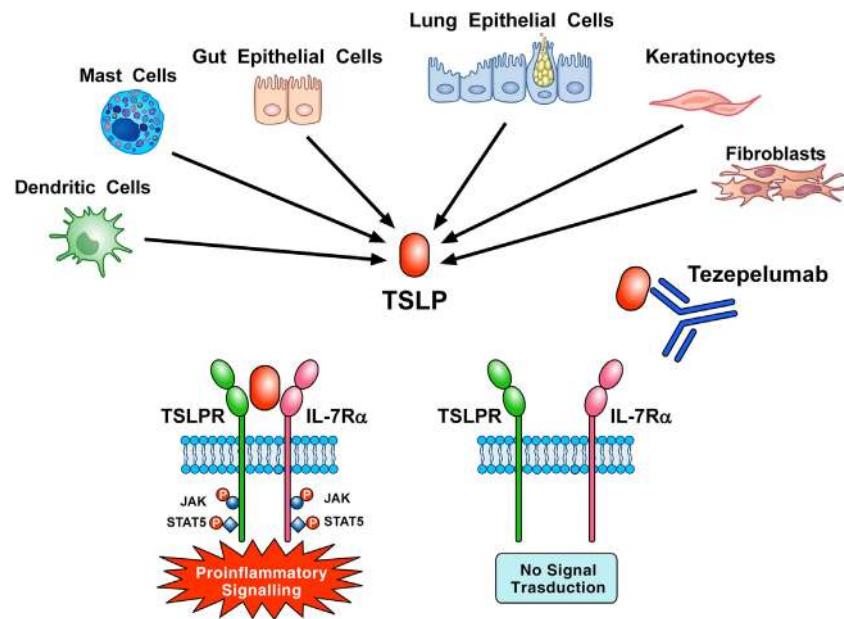 Lung Epithelial Cells
Gut Epithelial Cells
Keratinocytes
Mast Cells
Fibroblasts
Dendritic Cells
TSLP
Tezepelumab
TSLPR
IL-7Rα
TSLPR
IL-7Rα
P
P
JAK
JAK
STAT5
P
P
STAT5
Proinflammatory
Signalling
No Signal
Trasduction